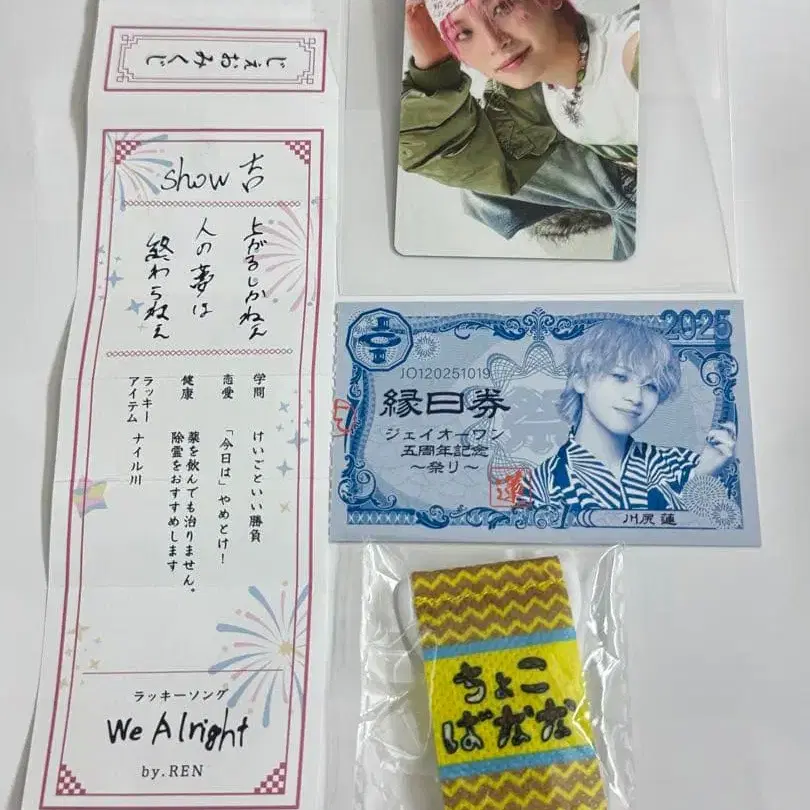 じぇおみくじ
show 吉
上がるしかねぇ
人の夢は
終わらねぇ
学問 けいごといい勝負
恋愛 「今日は」やめとけ!
健康 薬を飲んでも治りません。
除霊をおすすめします
ラッキー
アイテム ナイル川
ラッキーソング
We Alright
by.REN
2025
JO120251019
縁日券
祭
ジェイオーワン
五周年記念
~祭り~
蓮
川尻 蓮
ちょこ
ばなな